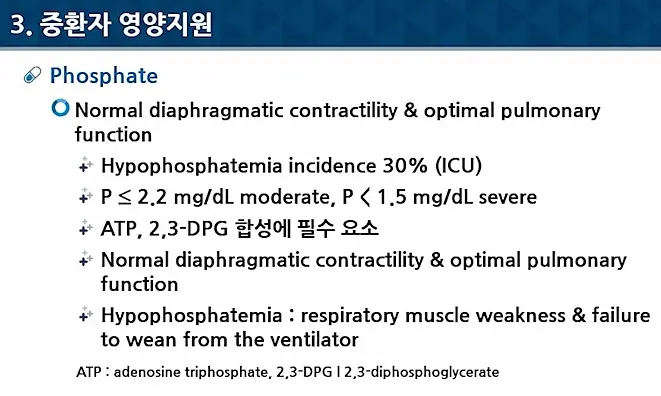 3. 중환자 영양지원
Phosphate
Normal diaphragmatic contractility & optimal pulmonary
function
Hypophosphatemia incidence 30% (ICU)
P ≤ 2.2 mg/dL moderate, P < 1.5 mg/dL severe
ATP, 2,3-DPG 합성에 필수 요소
Normal diaphragmatic contractility & optimal pulmonary
function
Hypophosphatemia : respiratory muscle weakness & failure
to wean from the ventilator
ATP : adenosine triphosphate, 2,3-DPG l 2,3-diphosphoglycerate